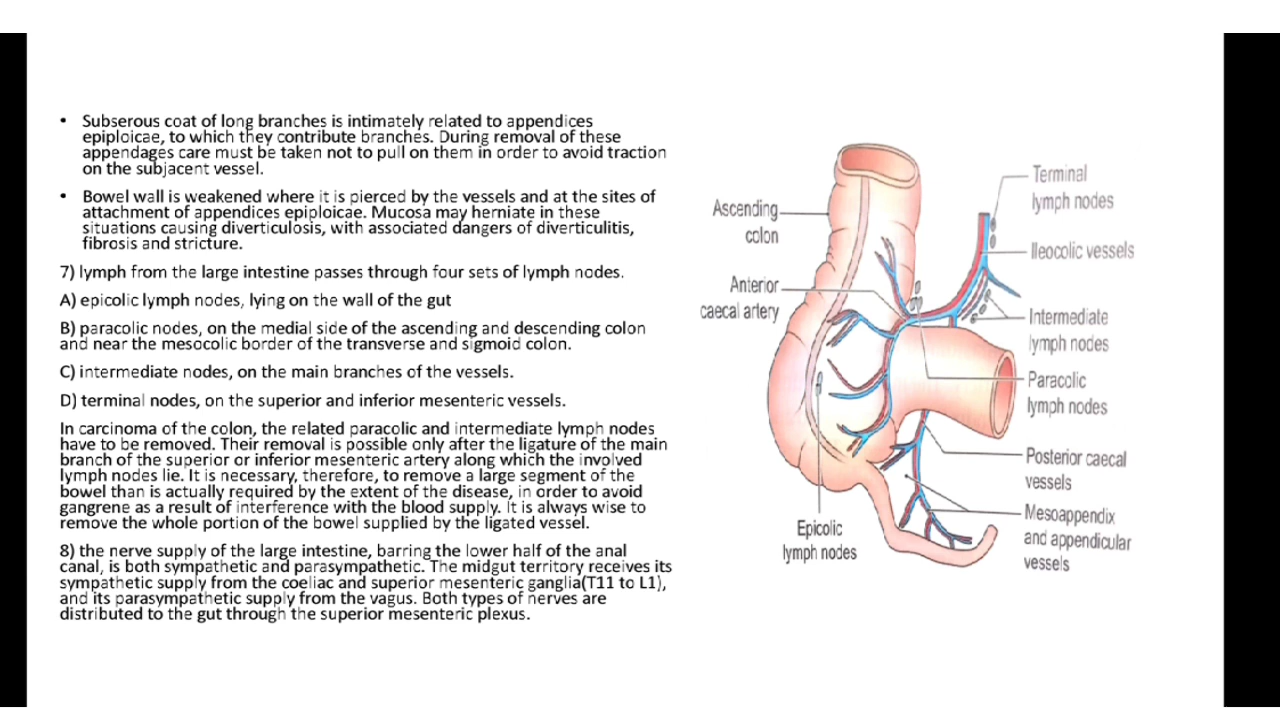 • Subserous coat of long branches is intimately related to appendices
epiploicae, to which they contribute branches. During removal of these
appendages care must be taken not to pull on them in order to avoid traction
on the subjacent vessel.
• Bowel wall is weakened where it is pierced by the vessels and at the sites of
attachment of appendices epiploicae. Mucosa may herniate in these
situations causing diverticulosis, with associated dangers of diverticulitis,
fibrosis and stricture.
7) lymph from the large intestine passes through four sets of lymph nodes.
A) epicolic lymph nodes, lying on the wall of the gut
B) paracolic nodes, on the medial side of the ascending and descending colon
and near the mesocolic border of the transverse and sigmoid colon.
C) intermediate nodes, on the main branches of the vessels.
D) terminal nodes, on the superior and inferior mesenteric vessels.
In carcinoma of the colon, the related paracolic and intermediate lymph nodes
have to be removed. Their removal is possible only after the ligature of the main
branch of the superior or inferior mesenteric artery along which the involved
lymph nodes lie. It is necessary, therefore, to remove a large segment of the
bowel than is actually required by the extent of the disease, in order to avoid
gangrene as a result of interference with the blood supply. It is always wise to
remove the whole portion of the bowel supplied by the ligated vessel.
8) the nerve supply of the large intestine, barring the lower half of the anal
canal, is both sympathetic and parasympathetic. The midgut territory receives its
sympathetic supply from the coeliac and superior mesenteric ganglia(T11 to L1),
and its parasympathetic supply from the vagus. Both types of nerves are
distributed to the gut through the superior mesenteric plexus.
Ascending
colon
Anterior
caecal artery
Epicolic
lymph nodes
Terminal
lymph nodes
Ileocolic vessels
Intermediate
lymph nodes
Paracolic
lymph nodes
Posterior caecal
vessels
Mesoappendix
and appendicular
vessels